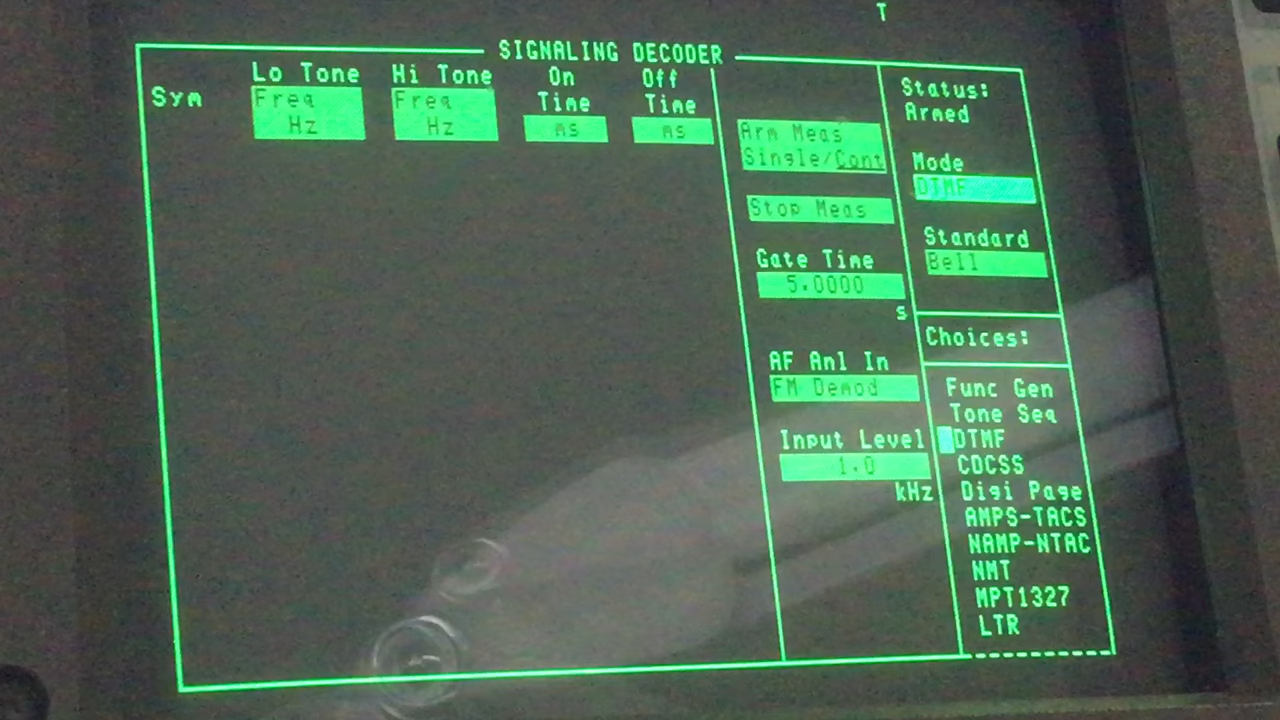 T
SIGNALING DECODER
Sym
Lo Tone
Freq
Hz
Hi Tone
Freq
Hz
On
Time
ms
Off
Time
ms
Arm Meas
Single/Cont
Stop Meas
Gate Time
5.0000
s
AF Anl In
FM Demod
Input Level
1.0
kHz
Status:
Armed
Mode
DTMF
Standard
Bell
Choices:
Func Gen
Tone Seq
DTMF
CDCSS
Digi Page
AMPS-TACS
NAMP-NTAC
NMT
MPT1327
LTR